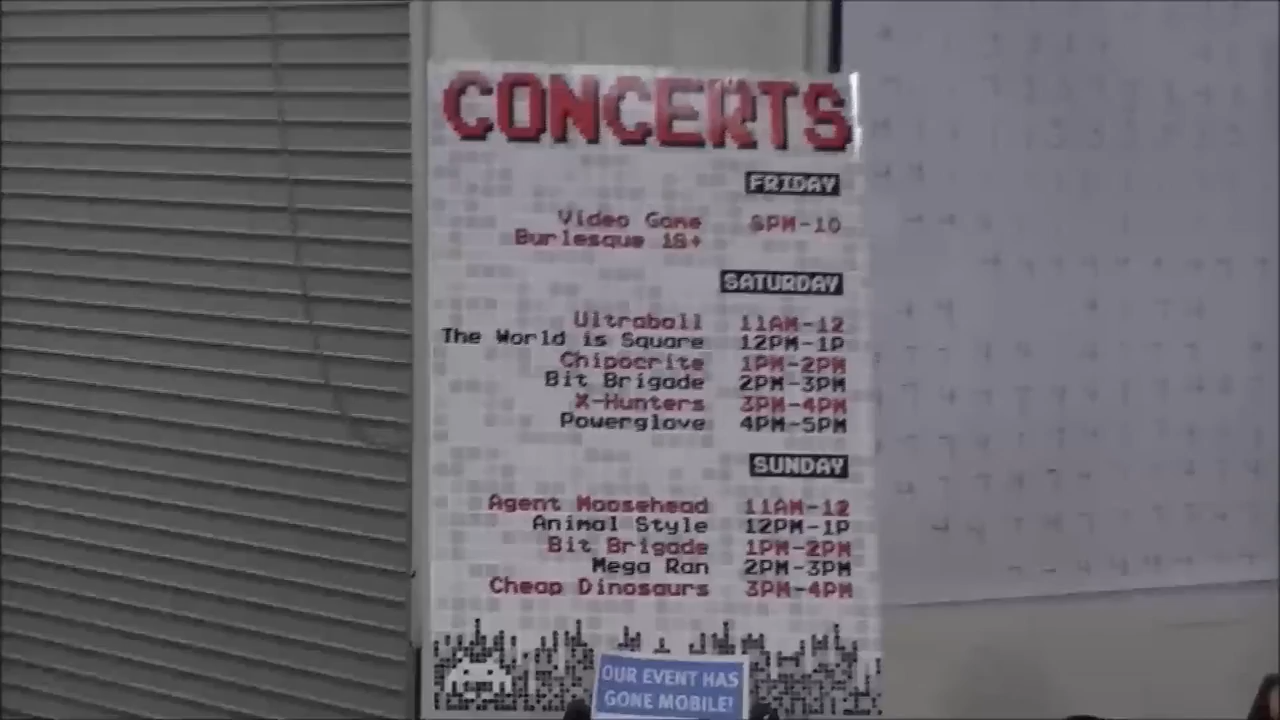 CONCERTS
FRIDAY
Video Game 8PM-10
Burlesque 18+
SATURDAY
Ultraball 11AM-12
The World is Square 12PM-1P
Chipocrite 1PM-2PM
Bit Brigade 2PM-3PM
X-Hunters 3PM-4PM
Powerglove 4PM-5PM
SUNDAY
Agent Moosehead 11AM-12
Animal Style 12PM-1P
Bit Brigade 1PM-2PM
Mega Ran 2PM-3PM
Cheap Dinosaurs 3PM-4PM
OUR EVENT HAS
GONE MOBILE!